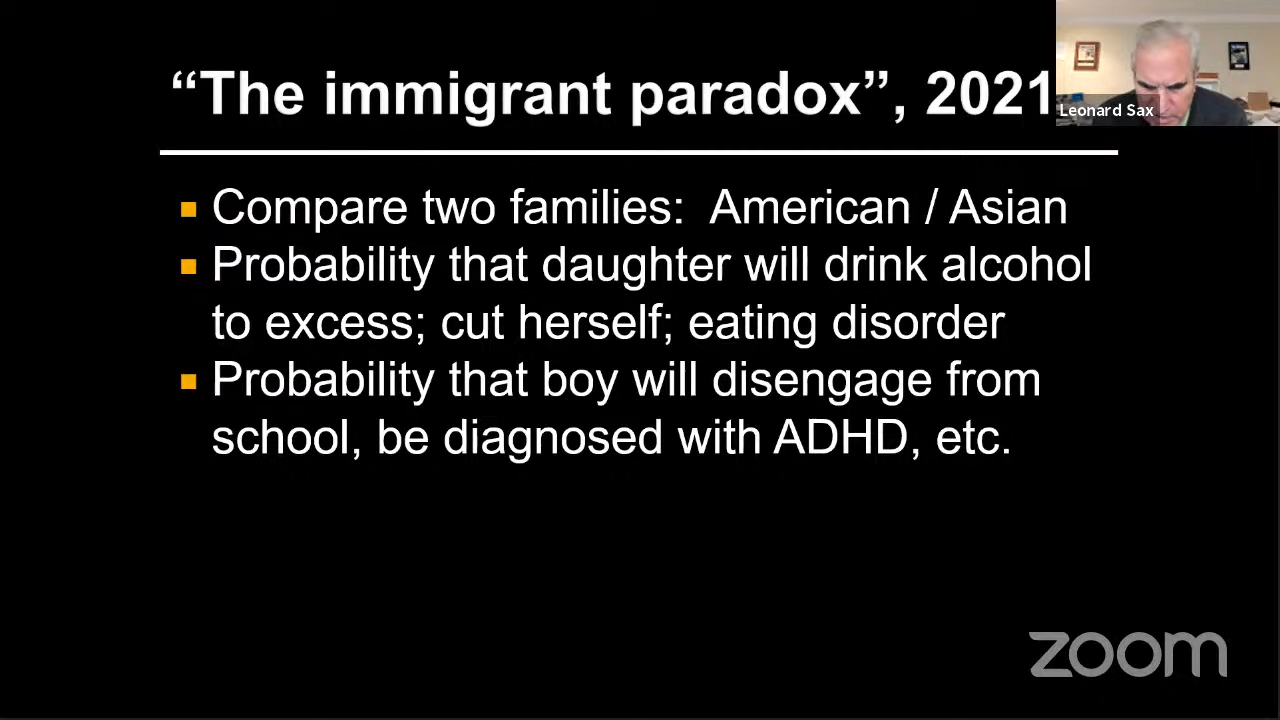 “The immigrant paradox”, 2021
Leonard Sax
■ Compare two families:  American / Asian
■ Probability that daughter will drink alcohol
to excess; cut herself; eating disorder
■ Probability that boy will disengage from
school, be diagnosed with ADHD, etc.
zoom